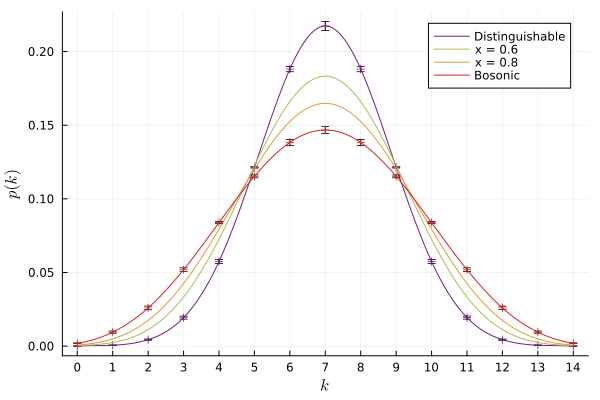 Distinguishable
x = 0.6
x = 0.8
Bosonic
0.20
0.15
0.10
0.05
0.00
p(k)
0 1 2 3 4 5 6 7 8 9 10 11 12 13 14
k